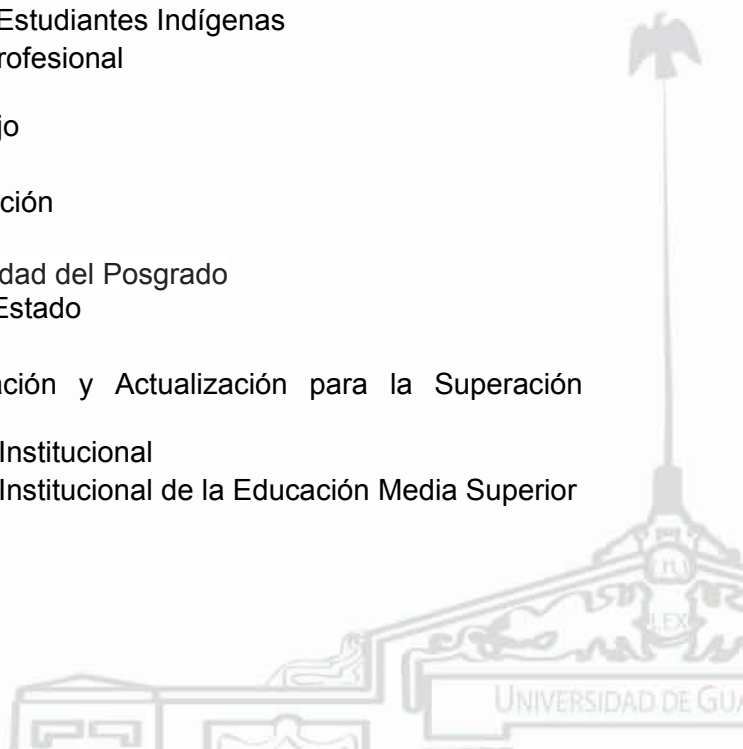 Estudiantes Indígenas
rofesional
jo
ción
dad del Posgrado
Estado
ación y Actualización para la Superación
Institucional
Institucional de la Educación Media Superior
LEX
UNIVERSIDAD DE GUA